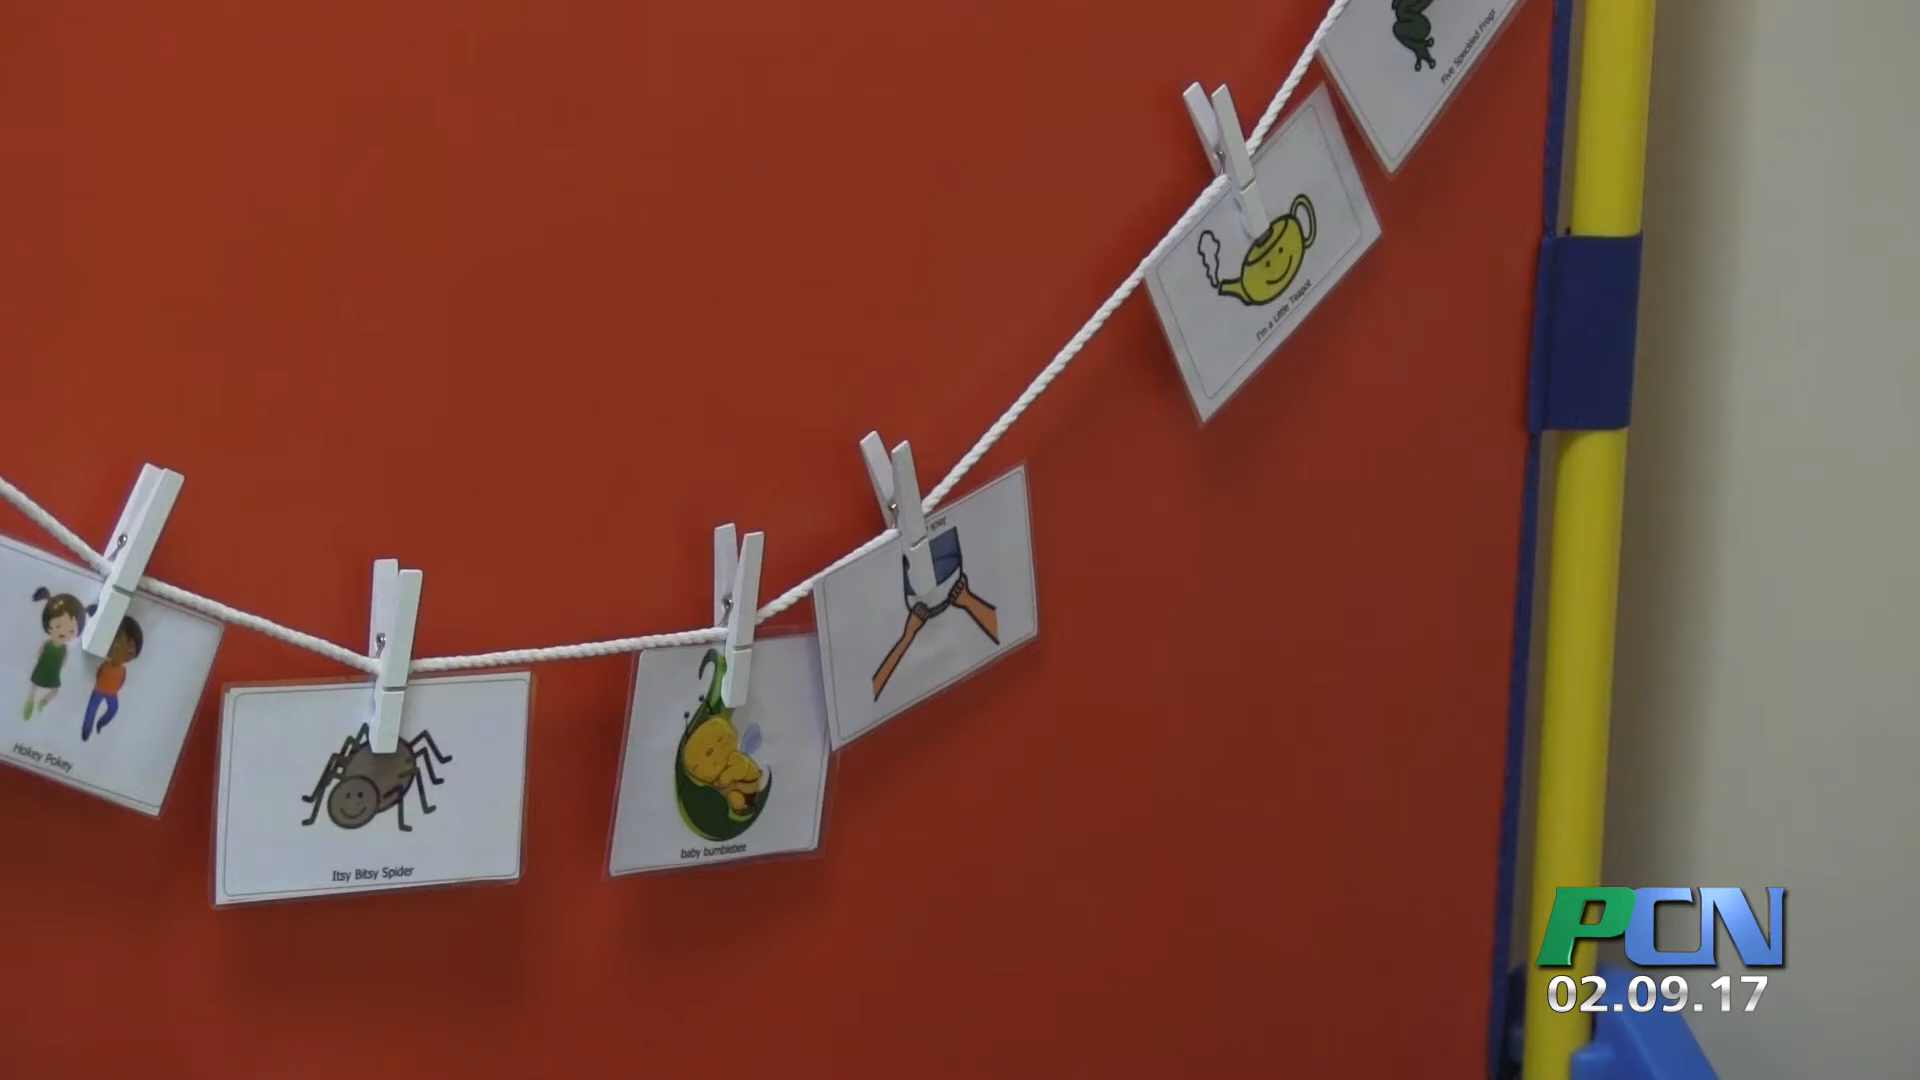 Five Speckled Frogs
I'm a Little Teapot
Hokey Pokey
Itsy Bitsy Spider
baby bumblebee
PCN
02.09.17